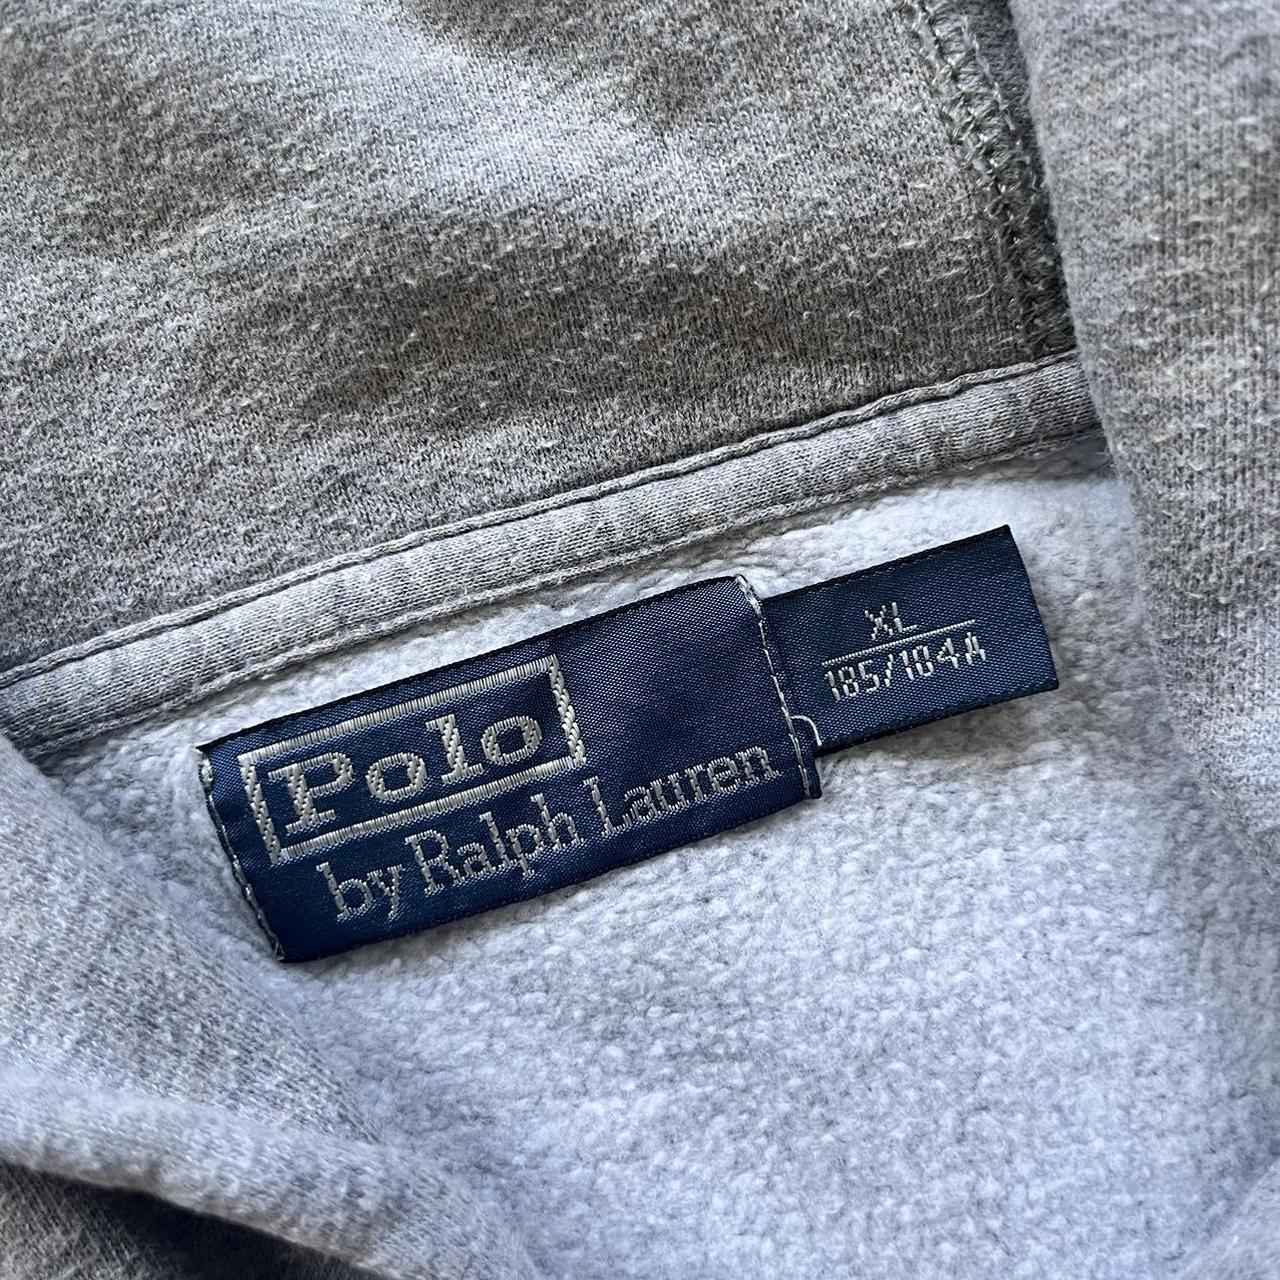 Polo
by Ralph Lauren
XL
185/104A